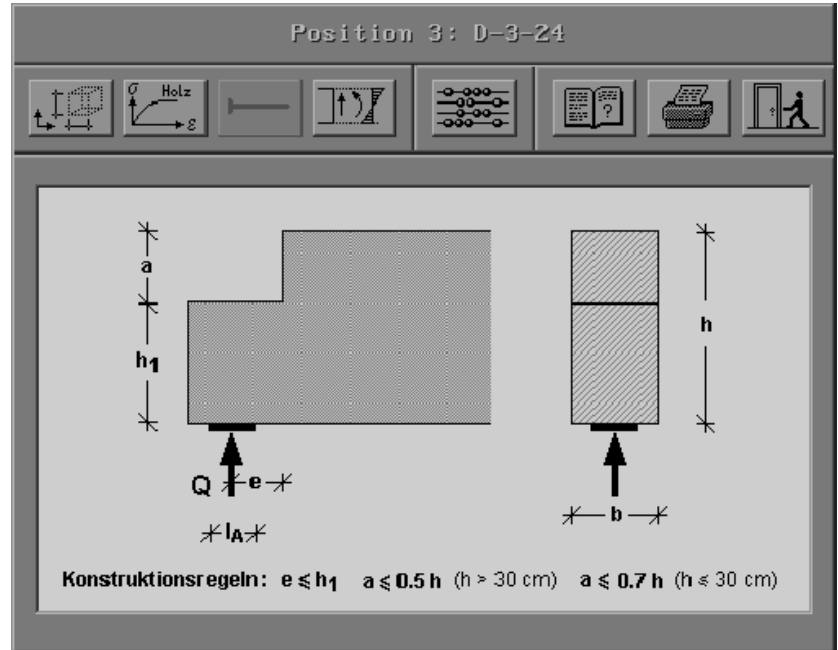 Position 3: D-3-24
σ Holz
ε
?
a
h1
h
Q e
lA
b
Konstruktionsregeln: e ≤ h1 a ≤ 0.5 h (h > 30 cm) a ≤ 0.7 h (h ≤ 30 cm)